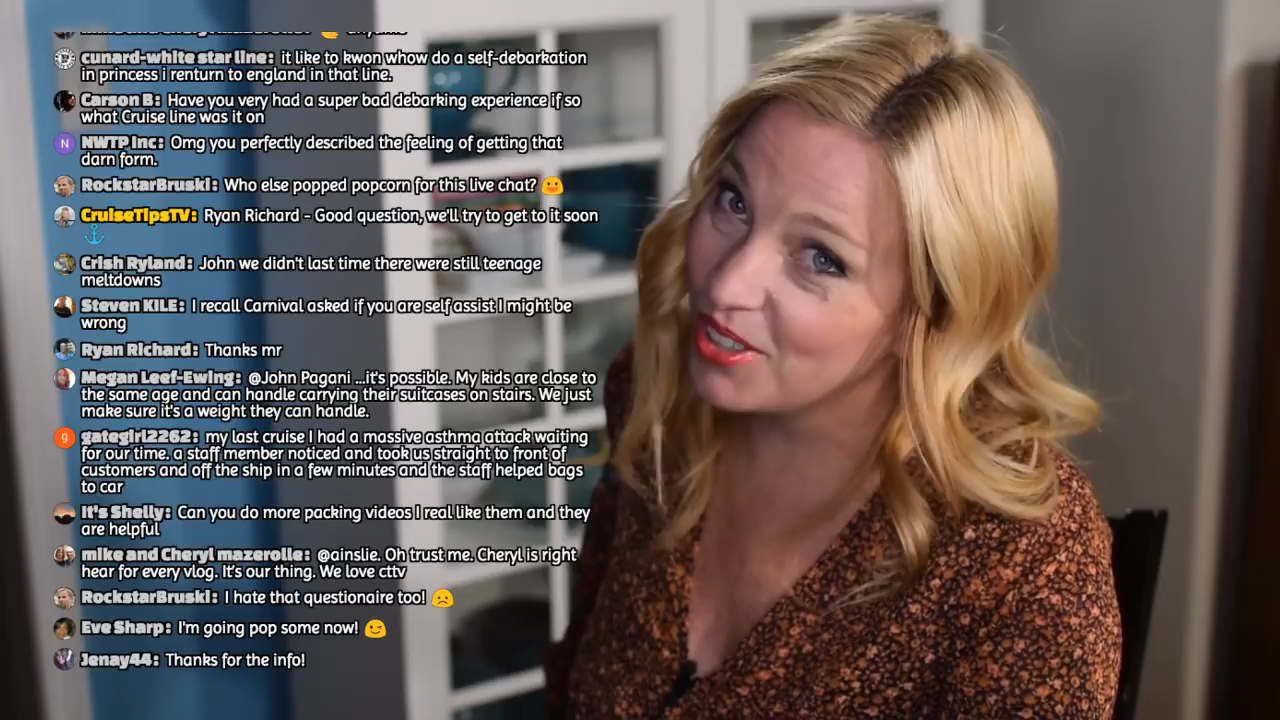 cunard-white star line: it like to kwon whow do a self-debarkation
in princess i renturn to england in that line.
Carson B: Have you very had a super bad debarking experience if so
what Cruise line was it on
N NWTP Inc: Omg you perfectly described the feeling of getting that
darn form.
RockstarBruski: Who else popped popcorn for this live chat? 😀
CruiseTipsTV: Ryan Richard - Good question, we'll try to get to it soon
⚓
Crish Ryland: John we didn't last time there were still teenage
meltdowns
Steven KILE: I recall Carnival asked if you are self assist I might be
wrong
Ryan Richard: Thanks mr
Megan Leef-Ewing: @John Pagani ...it's possible. My kids are close to
the same age and can handle carrying their suitcases on stairs. We just
make sure it's a weight they can handle.
g gategirl2262: my last cruise I had a massive asthma attack waiting
for our time. a staff member noticed and took us straight to front of
customers and off the ship in a few minutes and the staff helped bags
to car
It's Shelly: Can you do more packing videos I real like them and they
are helpful
mike and Cheryl mazerolle: @ainslie. Oh trust me. Cheryl is right
hear for every vlog. It's our thing. We love cttv
RockstarBruski: I hate that questionaire too! ☹️
Eve Sharp: I'm going pop some now! 😉
Jenay44: Thanks for the info!